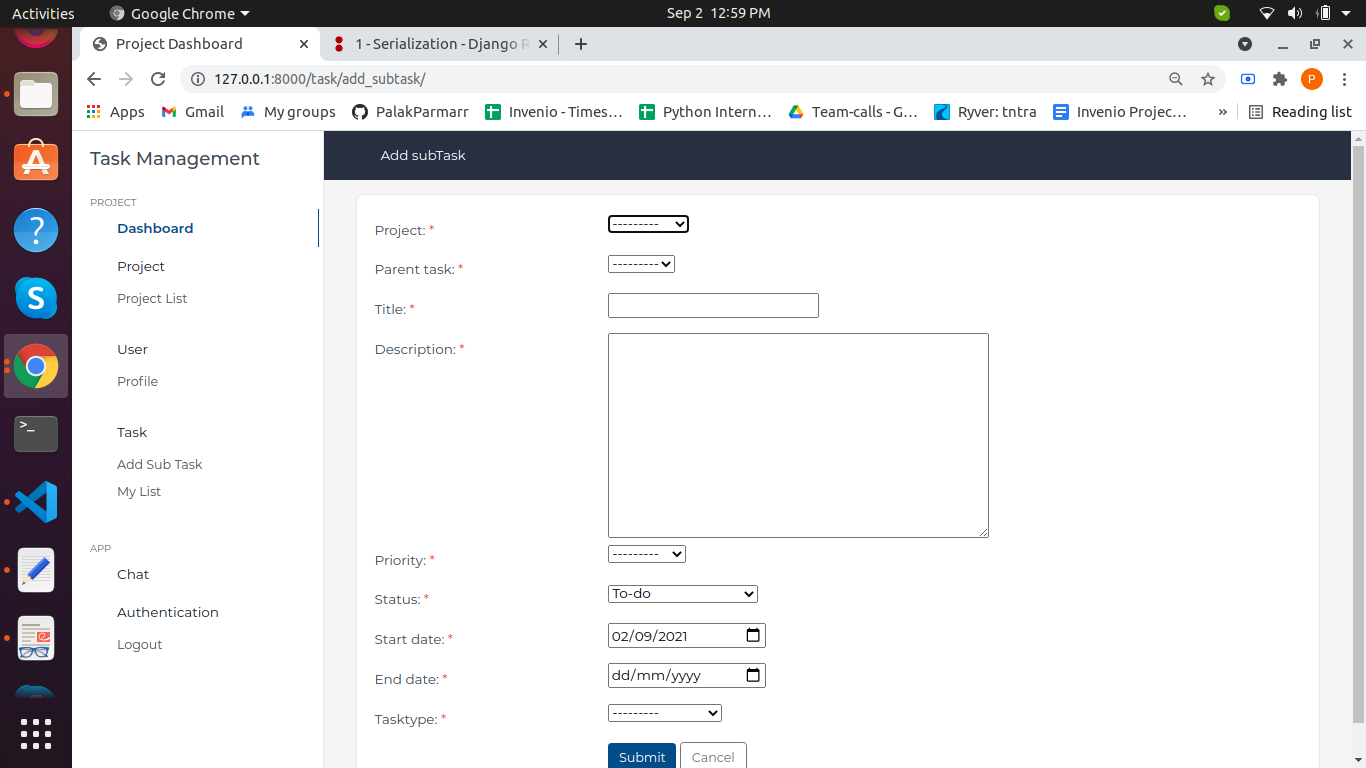 Activities Google Chrome Sep 2 12:59 PM
Project Dashboard 1 - Serialization - Django R
127.0.0.1:8000/task/add_subtask/ P
Apps Gmail My groups PalakParmarr Invenio - Times… Python Intern… Team-calls - G… Ryver: tntra Invenio Projec… » Reading list
Task Management
Add subTask
PROJECT
Dashboard
Project
Project List
User
Profile
Task
Add Sub Task
My List
APP
Chat
Authentication
Logout
Project: * ---------
Parent task: * ---------
Title: *
Description: *
Priority: * ---------
Status: * To-do
Start date: * 02/09/2021
End date: * dd/mm/yyyy
Tasktype: * ---------
Submit Cancel